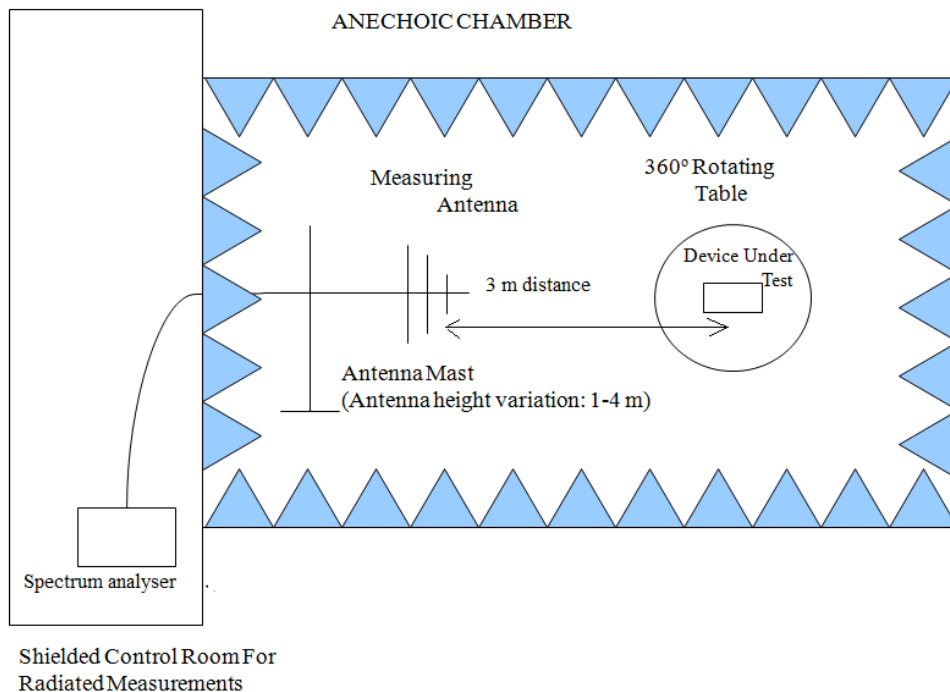 ANECHOIC CHAMBER
Measuring
Antenna
360º Rotating
Table
Device Under
Test
3 m distance
Antenna Mast
(Antenna height variation: 1-4 m)
Spectrum analyser
Shielded Control Room For
Radiated Measurements